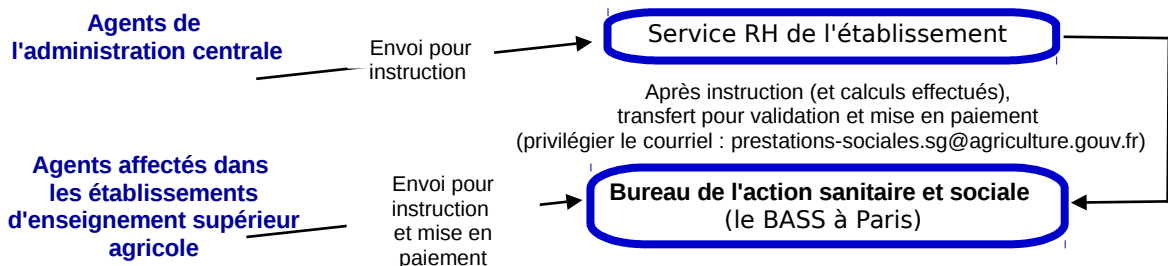 Agents de
l'administration centrale
Envoi pour
instruction
Service RH de l'établissement
Après instruction (et calculs effectués),
transfert pour validation et mise en paiement
(privilégier le courriel : prestations-sociales.sg@agriculture.gouv.fr)
Agents affectés dans
les établissements
d'enseignement supérieur
agricole
Envoi pour
instruction
et mise en
paiement
Bureau de l'action sanitaire et sociale
(le BASS à Paris)